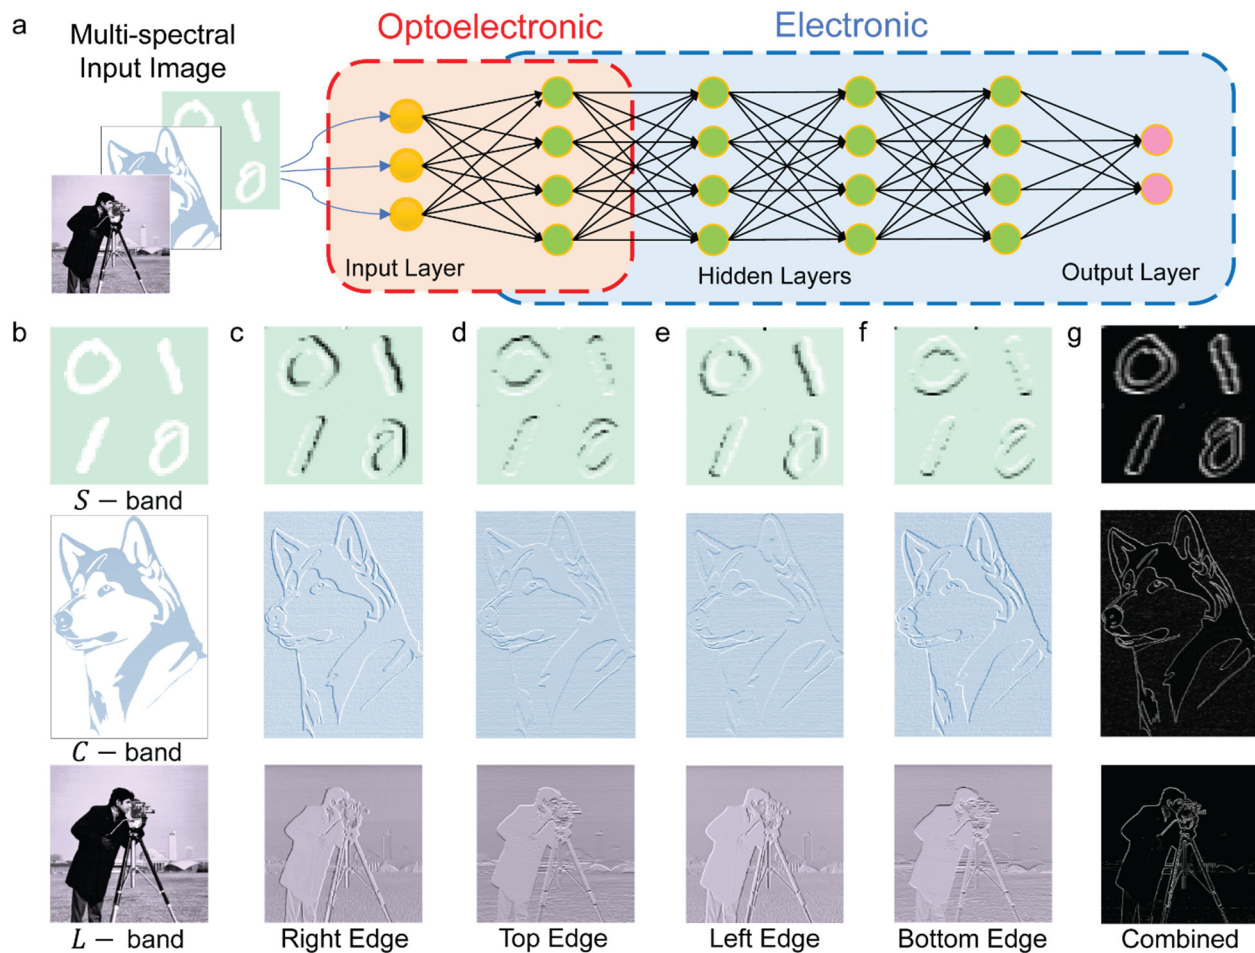 a
Multi-spectral
Input Image
Optoelectronic
Electronic
Input Layer
Hidden Layers
Output Layer
b
c
d
e
f
g
S – band
C – band
L – band
Right Edge
Top Edge
Left Edge
Bottom Edge
Combined